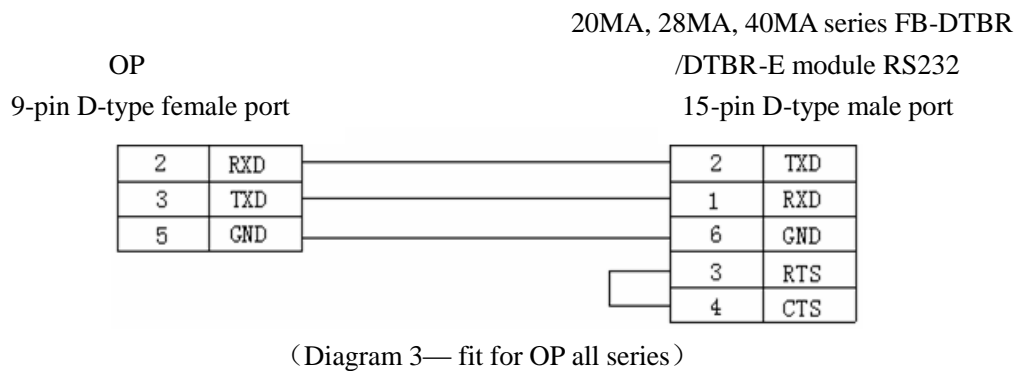 20MA, 28MA, 40MA series FB-DTBR
OP /DTBR-E module RS232
9-pin D-type female port 15-pin D-type male port
2 RXD 2 TXD
3 TXD 1 RXD
5 GND 6 GND
3 RTS
4 CTS
（Diagram 3— fit for OP all series）